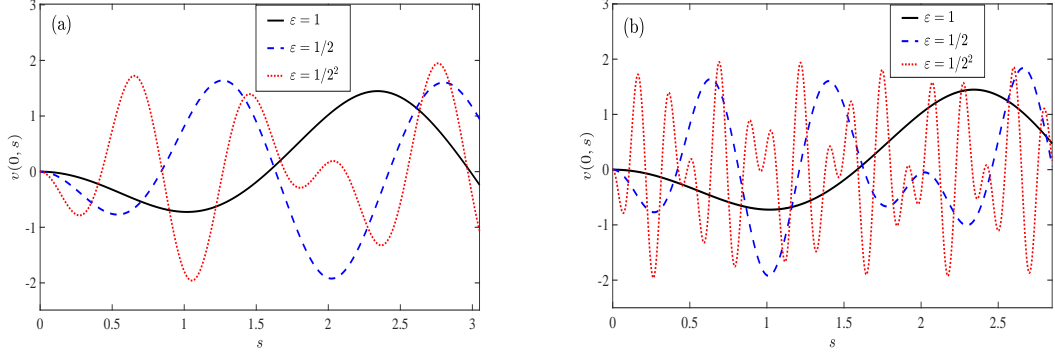 (a)
ε = 1
ε = 1/2
ε = 1/2²
v(0, s)
3
2
1
0
-1
-2
0 0.5 1 1.5 2 2.5 3
s
(b)
ε = 1
ε = 1/2
ε = 1/2²
v(0, s)
3
2
1
0
-1
-2
0 0.5 1 1.5 2 2.5
s